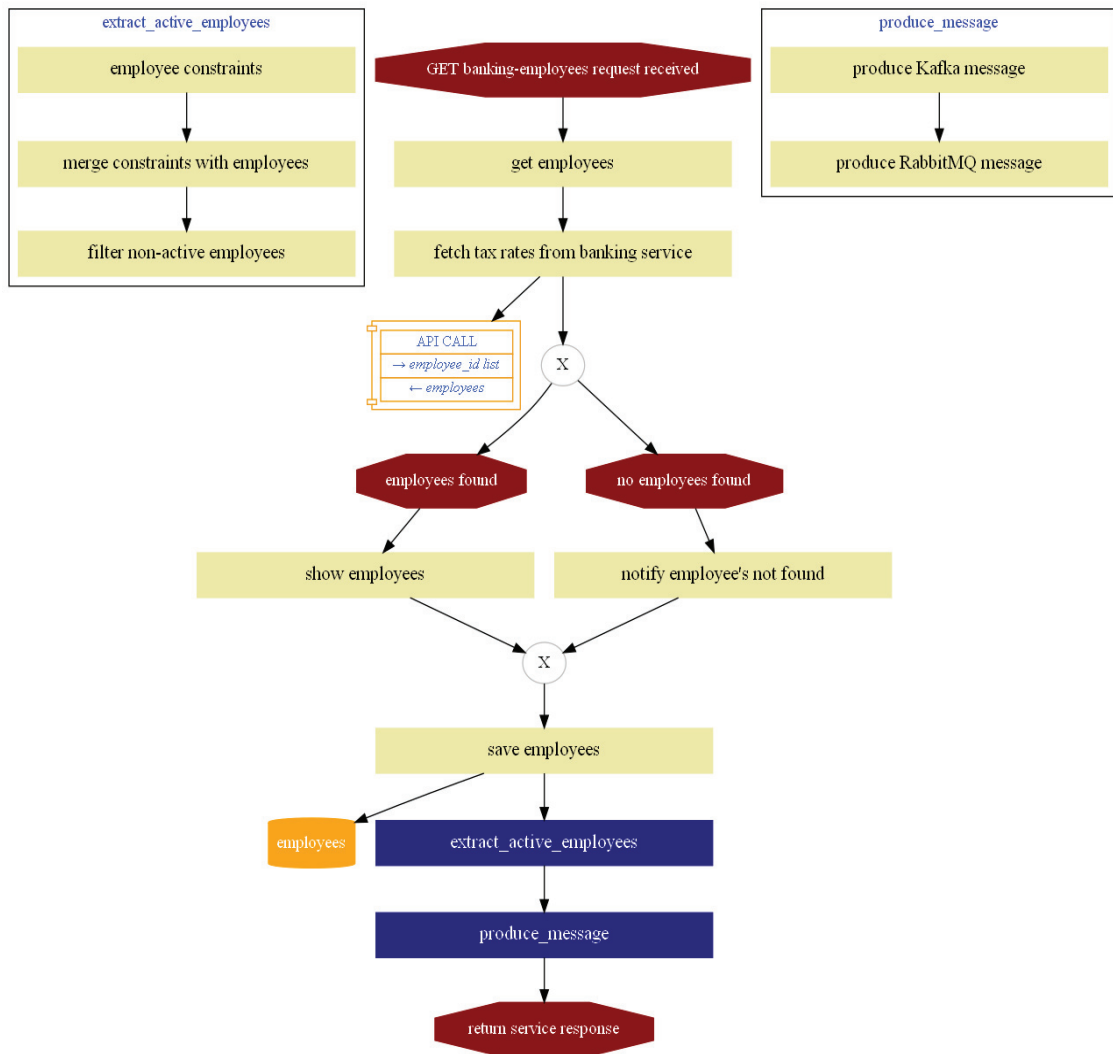 extract_active_employees
employee constraints
merge constraints with employees
filter non-active employees
GET banking-employees request received
get employees
fetch tax rates from banking service
API CALL
→ employee_id list
← employees
X
employees found
no employees found
show employees
notify employee's not found
X
save employees
employees
extract_active_employees
produce_message
return service response
produce_message
produce Kafka message
produce RabbitMQ message